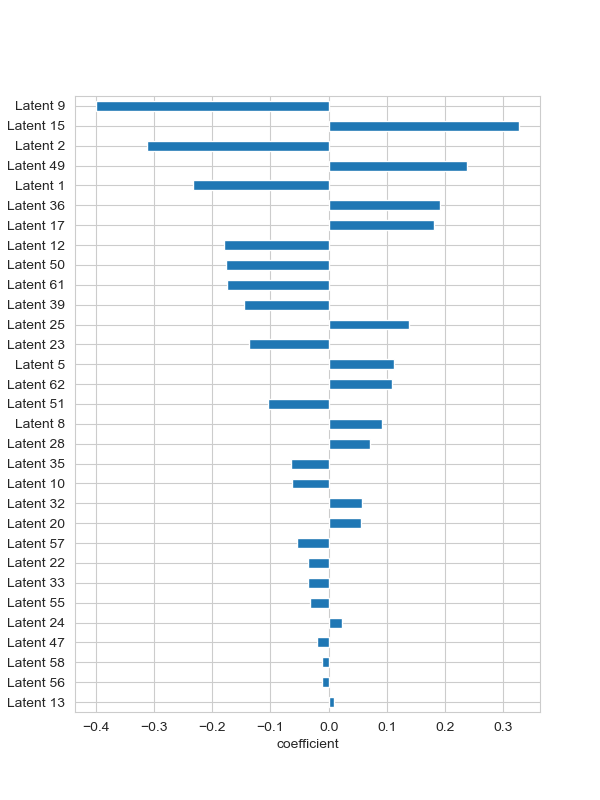 Latent 9
Latent 15
Latent 2
Latent 49
Latent 1
Latent 36
Latent 17
Latent 12
Latent 50
Latent 61
Latent 39
Latent 25
Latent 23
Latent 5
Latent 62
Latent 51
Latent 8
Latent 28
Latent 35
Latent 10
Latent 32
Latent 20
Latent 57
Latent 22
Latent 33
Latent 55
Latent 24
Latent 47
Latent 58
Latent 56
Latent 13
−0.4 −0.3 −0.2 −0.1 0.0 0.1 0.2 0.3
coefficient